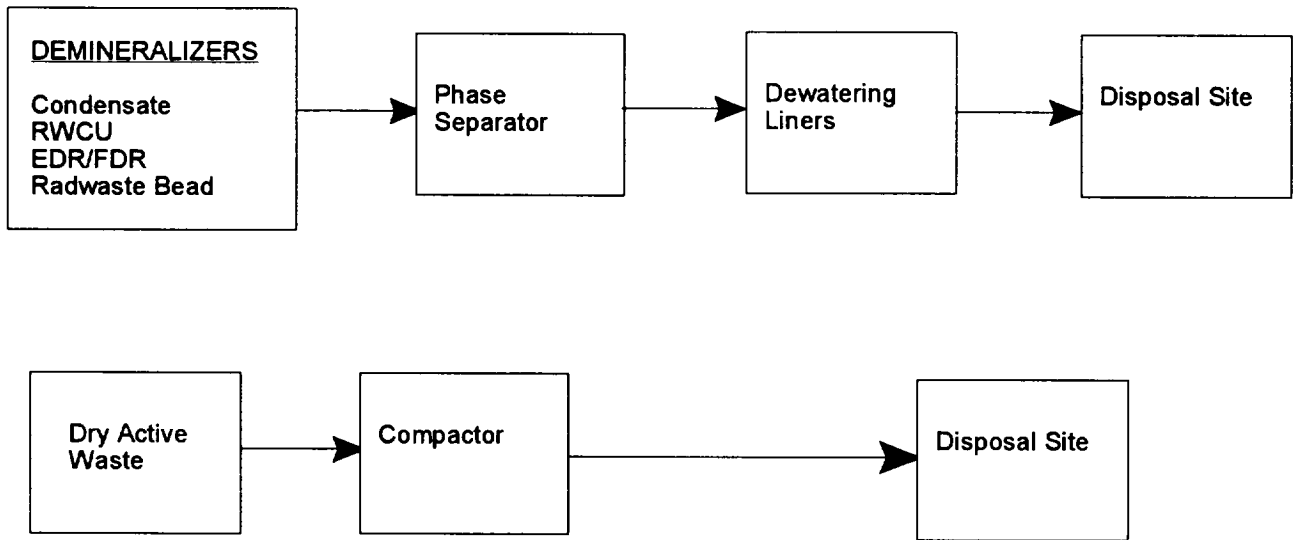 DEMINERALIZERS
Condensate
RWCU
EDR/FDR
Radwaste Bead
Phase
Separator
Dewatering
Liners
Disposal Site
Dry Active
Waste
Compactor
Disposal Site